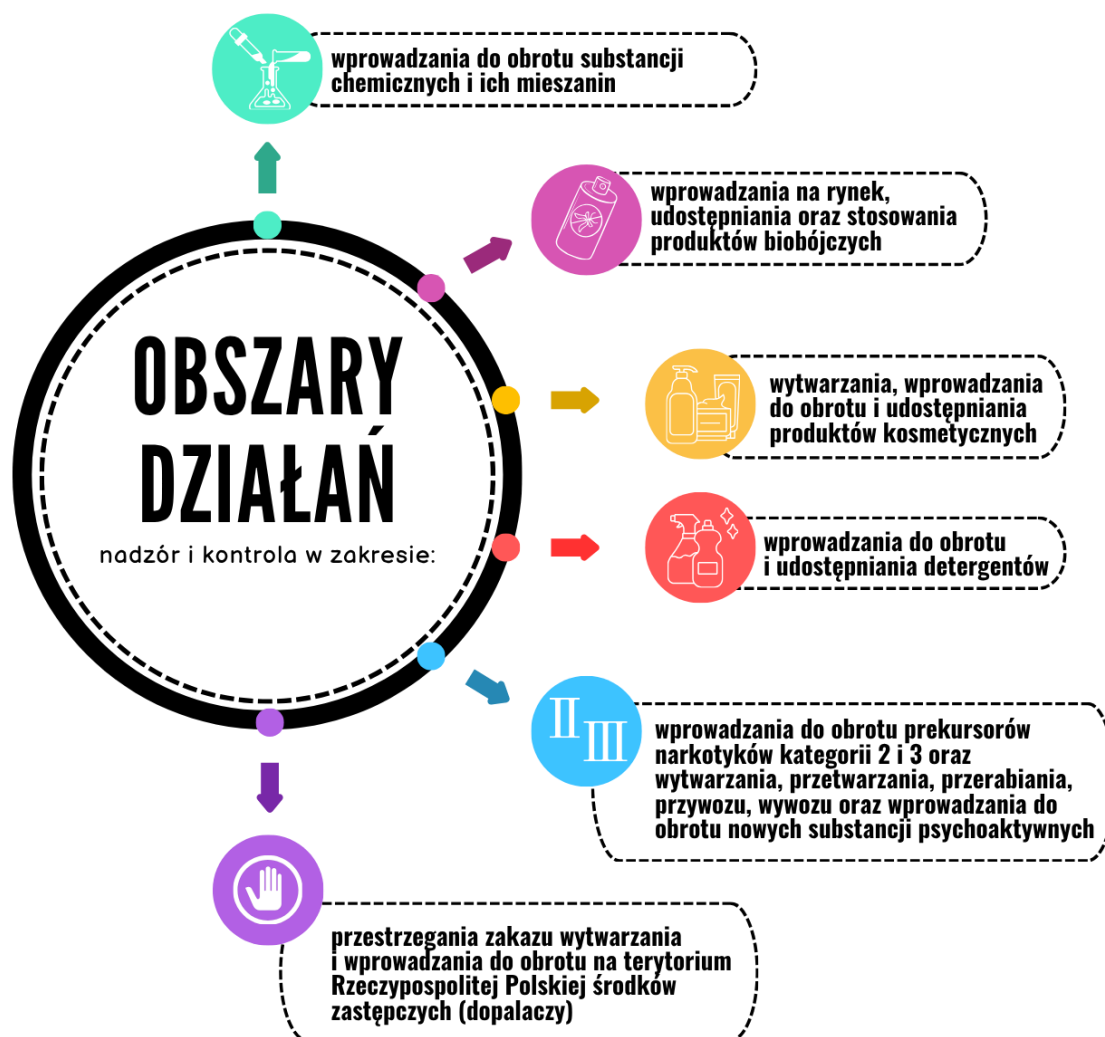 wprowadzania do obrotu substancji
chemicznych i ich mieszanin
wprowadzania na rynek,
udostępniania oraz stosowania
produktów biobójczych
OBSZARY
DZIAŁAŃ
nadzór i kontrola w zakresie:
wytwarzania, wprowadzania
do obrotu i udostępniania
produktów kosmetycznych
wprowadzania do obrotu
i udostępniania detergentów
II
III
wprowadzania do obrotu prekursorów
narkotyków kategorii 2 i 3 oraz
wytwarzania, przetwarzania, przerabiania,
przywozu, wywozu oraz wprowadzania do
obrotu nowych substancji psychoaktywnych
przestrzegania zakazu wytwarzania
i wprowadzania do obrotu na terytorium
Rzeczypospolitej Polskiej środków
zastępczych (dopalaczy)